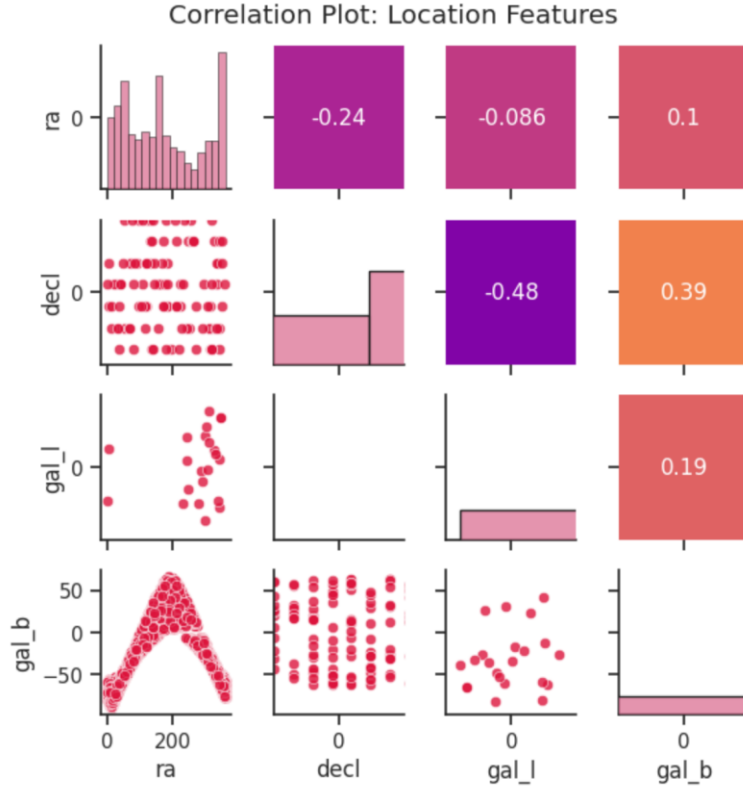 Correlation Plot: Location Features
ra
0
-0.24
-0.086
0.1
decl
0
-0.48
0.39
gal_l
0
0.19
gal_b
50
0
−50
0 200
0
0
0
ra
decl
gal_l
gal_b